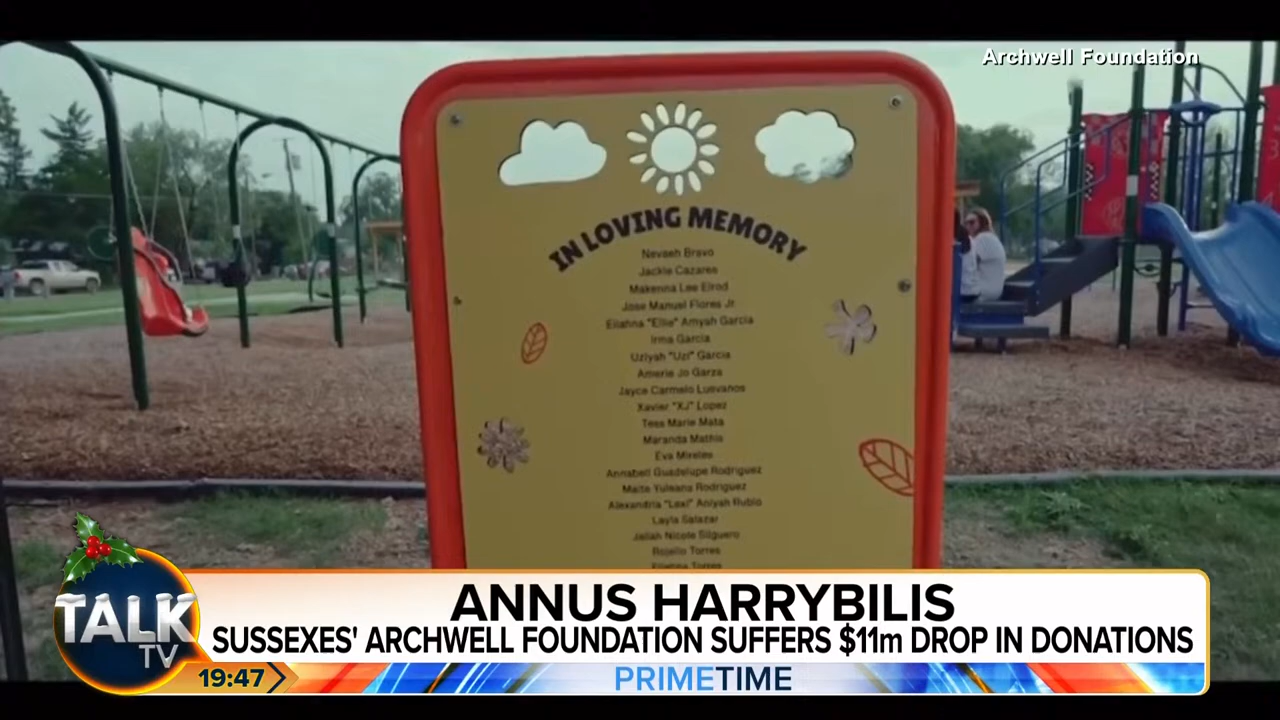 Archwell Foundation
IN LOVING MEMORY
Nevaeh Bravo
Jackie Cazares
Makenna Lee Elrod
Jose Manuel Flores Jr.
Eliahna "Ellie" Amyah Garcia
Irma Garcia
Uziyah "Uzi" Garcia
Amerie Jo Garza
Jayce Carmelo Luevanos
Xavier "XJ" Lopez
Tess Marie Mata
Maranda Mathis
Eva Mireles
Annabell Guadalupe Rodriguez
Maite Yuleana Rodriguez
Alexandria "Lexi" Aniyah Rubio
Layla Salazar
Jailah Nicole Silguero
Rojelio Torres
Eliahna Torres
ANNUS HARRYBILIS
SUSSEXES' ARCHWELL FOUNDATION SUFFERS $11m DROP IN DONATIONS
TALK
TV
19:47
PRIMETIME